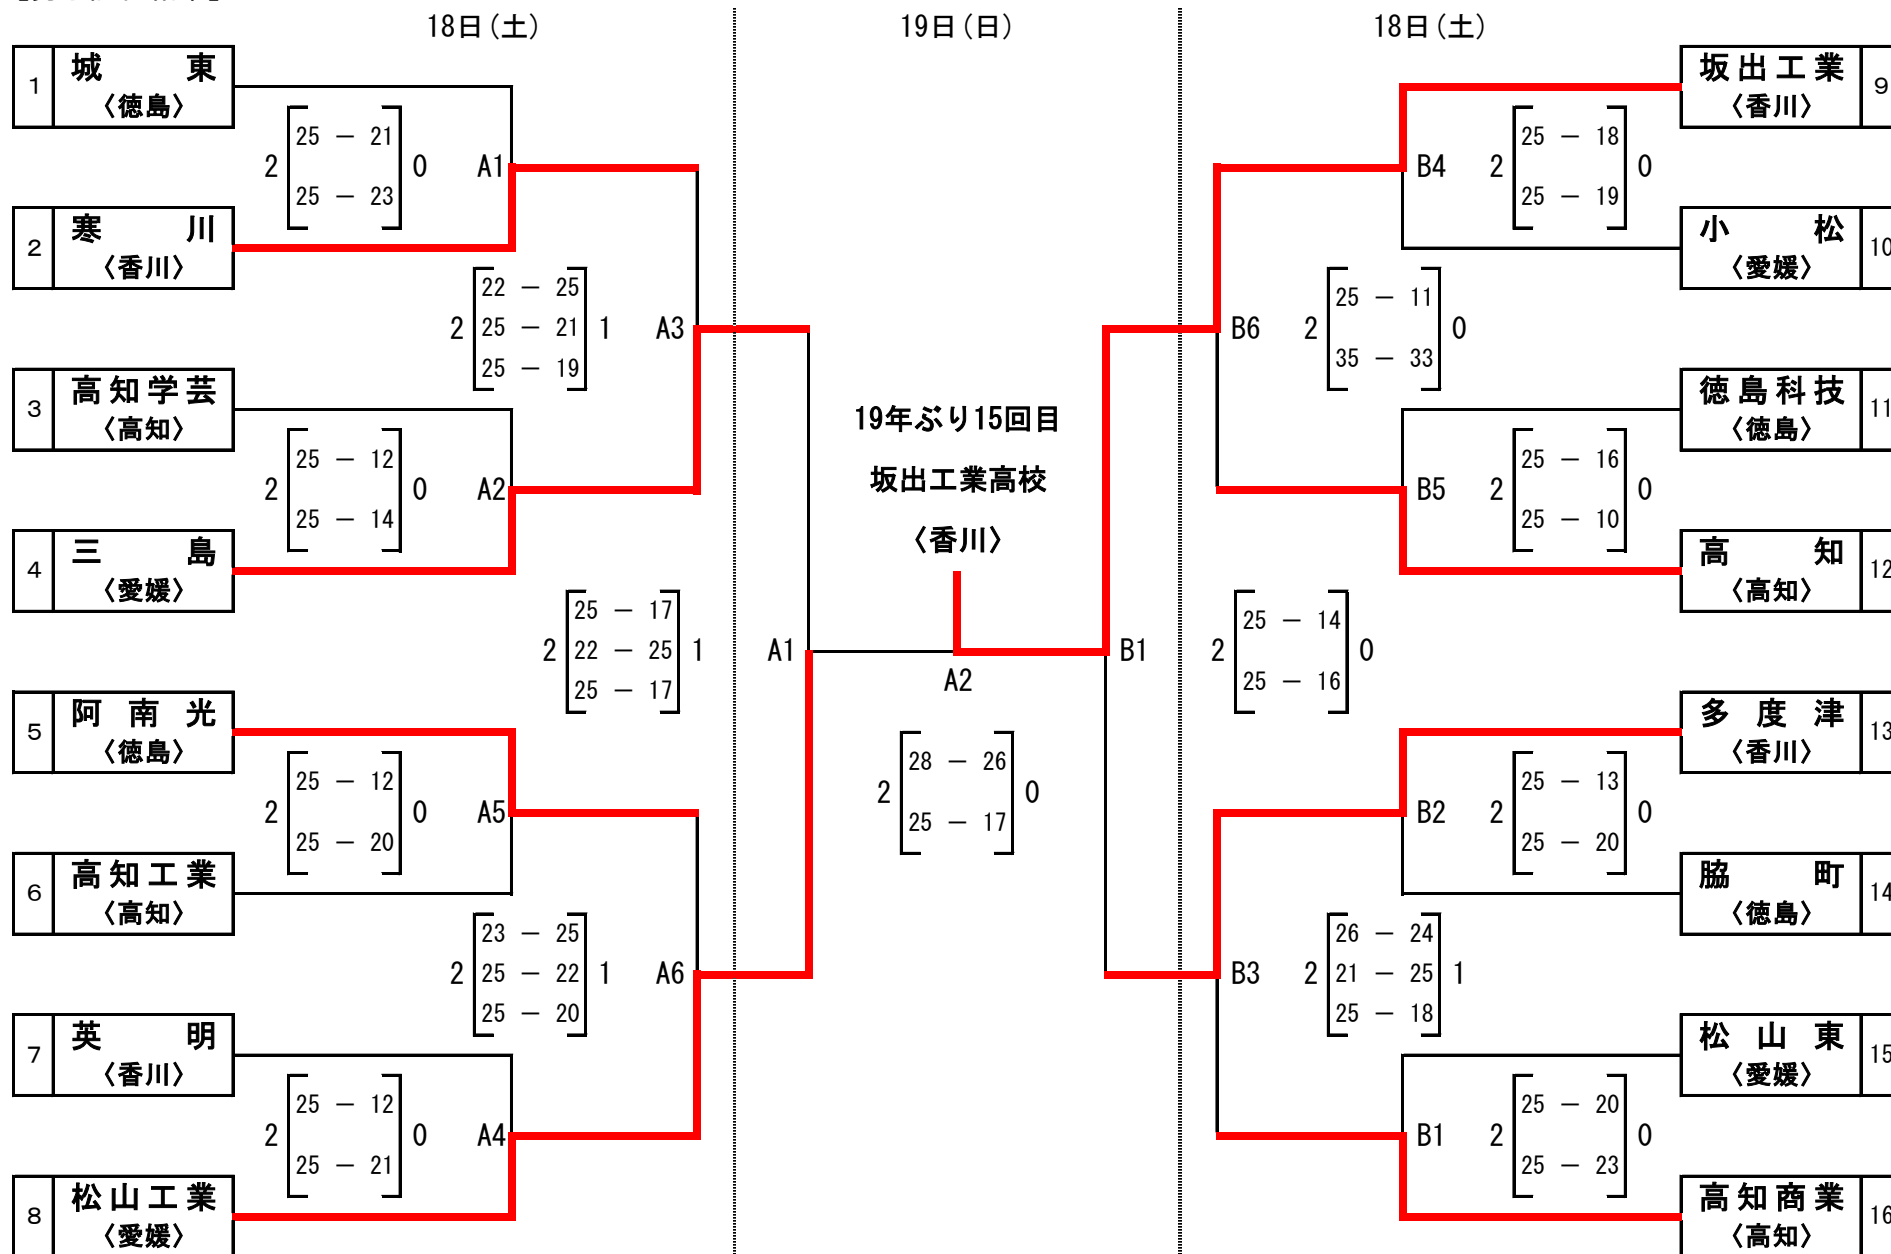 18日(土)
19日(日)
18日(土)
1 城東
〈徳島〉
25 － 21
2 0 A1
25 － 23
2 寒川
〈香川〉
22 － 25
2 25 － 21 1 A3
25 － 19
3 高知学芸
〈高知〉
25 － 12
2 0 A2
25 － 14
4 三島
〈愛媛〉
25 － 17
2 22 － 25 1 A1
25 － 17
5 阿南光
〈徳島〉
25 － 12
2 0 A5
25 － 20
6 高知工業
〈高知〉
23 － 25
2 25 － 22 1 A6
25 － 20
7 英明
〈香川〉
25 － 12
2 0 A4
25 － 21
8 松山工業
〈愛媛〉
19年ぶり15回目
坂出工業高校
〈香川〉
A2
28 － 26
2 0
25 － 17
坂出工業 9
〈香川〉
25 － 18
B4 2 0
25 － 19
小松 10
〈愛媛〉
25 － 11
B6 2 0
35 － 33
徳島科技 11
〈徳島〉
25 － 16
B5 2 0
25 － 10
高知 12
〈高知〉
25 － 14
B1 2 0
25 － 16
多度津 13
〈香川〉
25 － 13
B2 2 0
25 － 20
脇町 14
〈徳島〉
26 － 24
B3 2 21 － 25 1
25 － 18
松山東 15
〈愛媛〉
25 － 20
B1 2 0
25 － 23
高知商業 16
〈高知〉